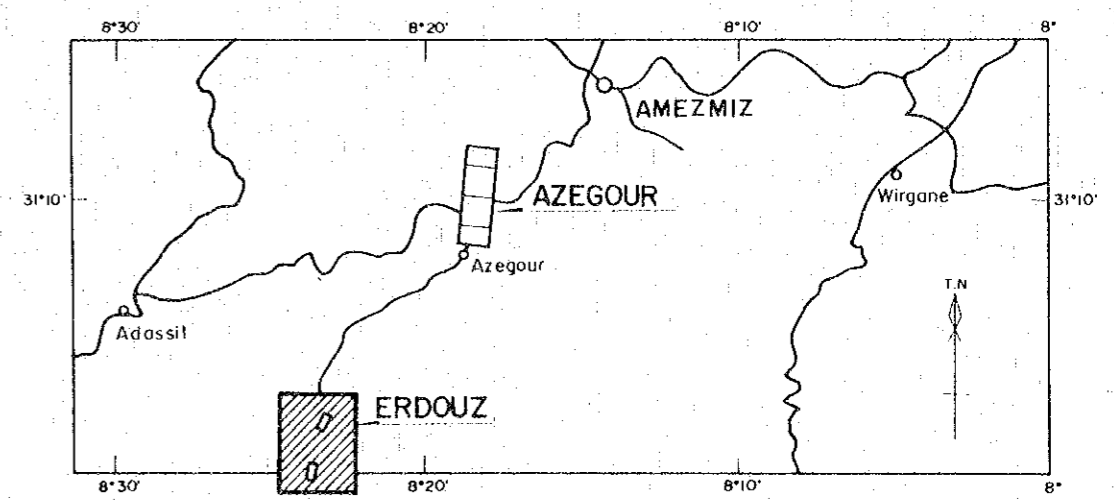 8°30' 8°20' 8°10' 8°
AMEZMIZ
31°10' AZEGOUR Wirgane 31°10'
Azegour
T.N
Adassil
ERDOUZ
8°30' 8°20' 8°10' 8°